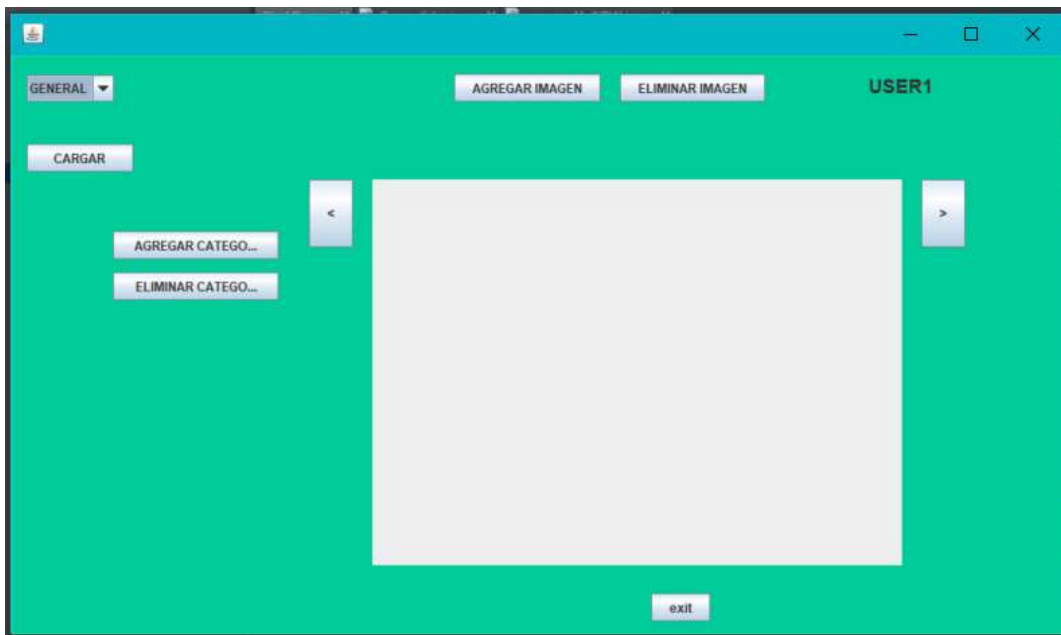 GENERAL
AGREGAR IMAGEN
ELIMINAR IMAGEN
USER1
CARGAR
<
>
AGREGAR CATEGO...
ELIMINAR CATEGO...
exit